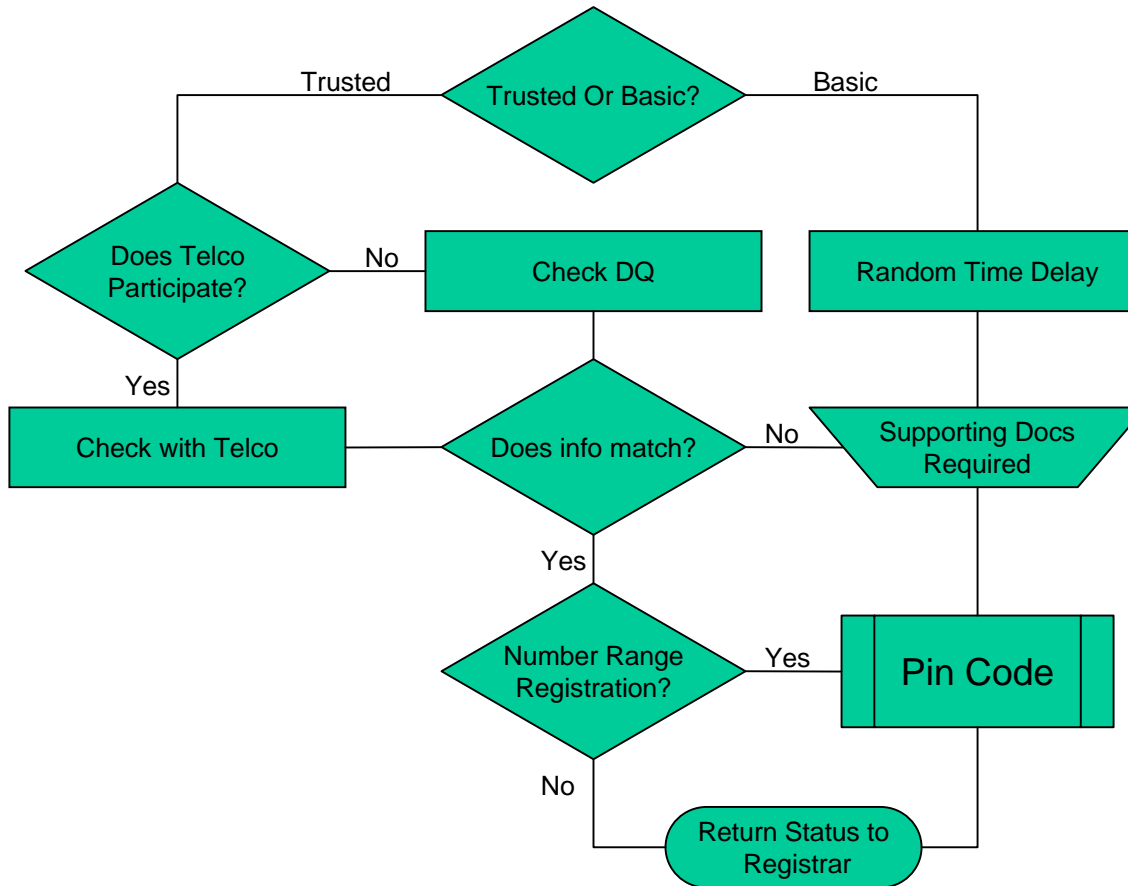 Trusted
Trusted Or Basic?
Basic
Does Telco
Participate?
No
Check DQ
Random Time Delay
Yes
Check with Telco
Does info match?
No
Supporting Docs
Required
Yes
Number Range
Registration?
Yes
Pin Code
No
Return Status to
Registrar